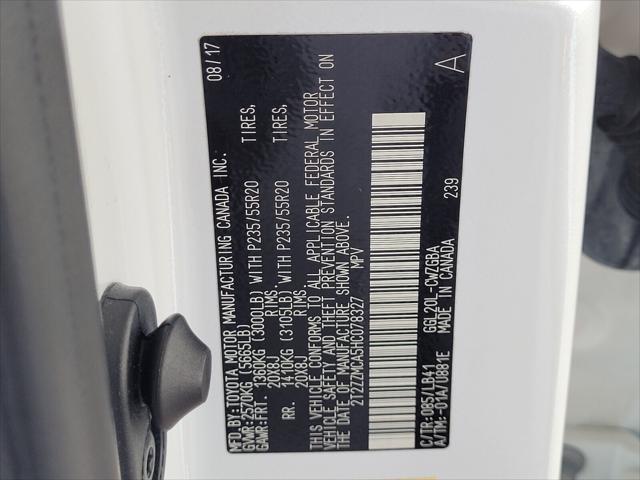 MFD.BY:TOYOTA MOTOR MANUFACTURING CANADA INC. 08/17
GVWR:2570KG (5665LB)
GAWR:FRT. 1360KG (3000LB) WITH P235/55R20 TIRES,
20X8J RIMS,
RR. 1410KG (3105LB) WITH P235/55R20 TIRES,
20X8J RIMS.
THIS VEHICLE CONFORMS TO ALL APPLICABLE FEDERAL MOTOR
VEHICLE SAFETY AND THEFT PREVENTION STANDARDS IN EFFECT ON
THE DATE OF MANUFACTURE SHOWN ABOVE.
2T2ZZMCA5HC078327 MPV
C/TR:085/LB41 GGL20L-CWZGBA
A/TM:-01A/U881E MADE IN CANADA 239
A